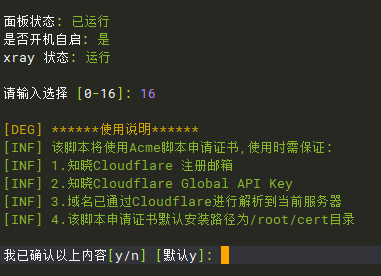 面板状态: 已运行
是否开机自启: 是
xray 状态: 运行
请输入选择 [0-16]: 16
[DEG] ******使用说明******
[INF] 该脚本将使用Acme脚本申请证书,使用时需保证:
[INF] 1.知晓Cloudflare 注册邮箱
[INF] 2.知晓Cloudflare Global API Key
[INF] 3.域名已通过Cloudflare进行解析到当前服务器
[INF] 4.该脚本申请证书默认安装路径为/root/cert目录
我已确认以上内容[y/n] [默认y]: